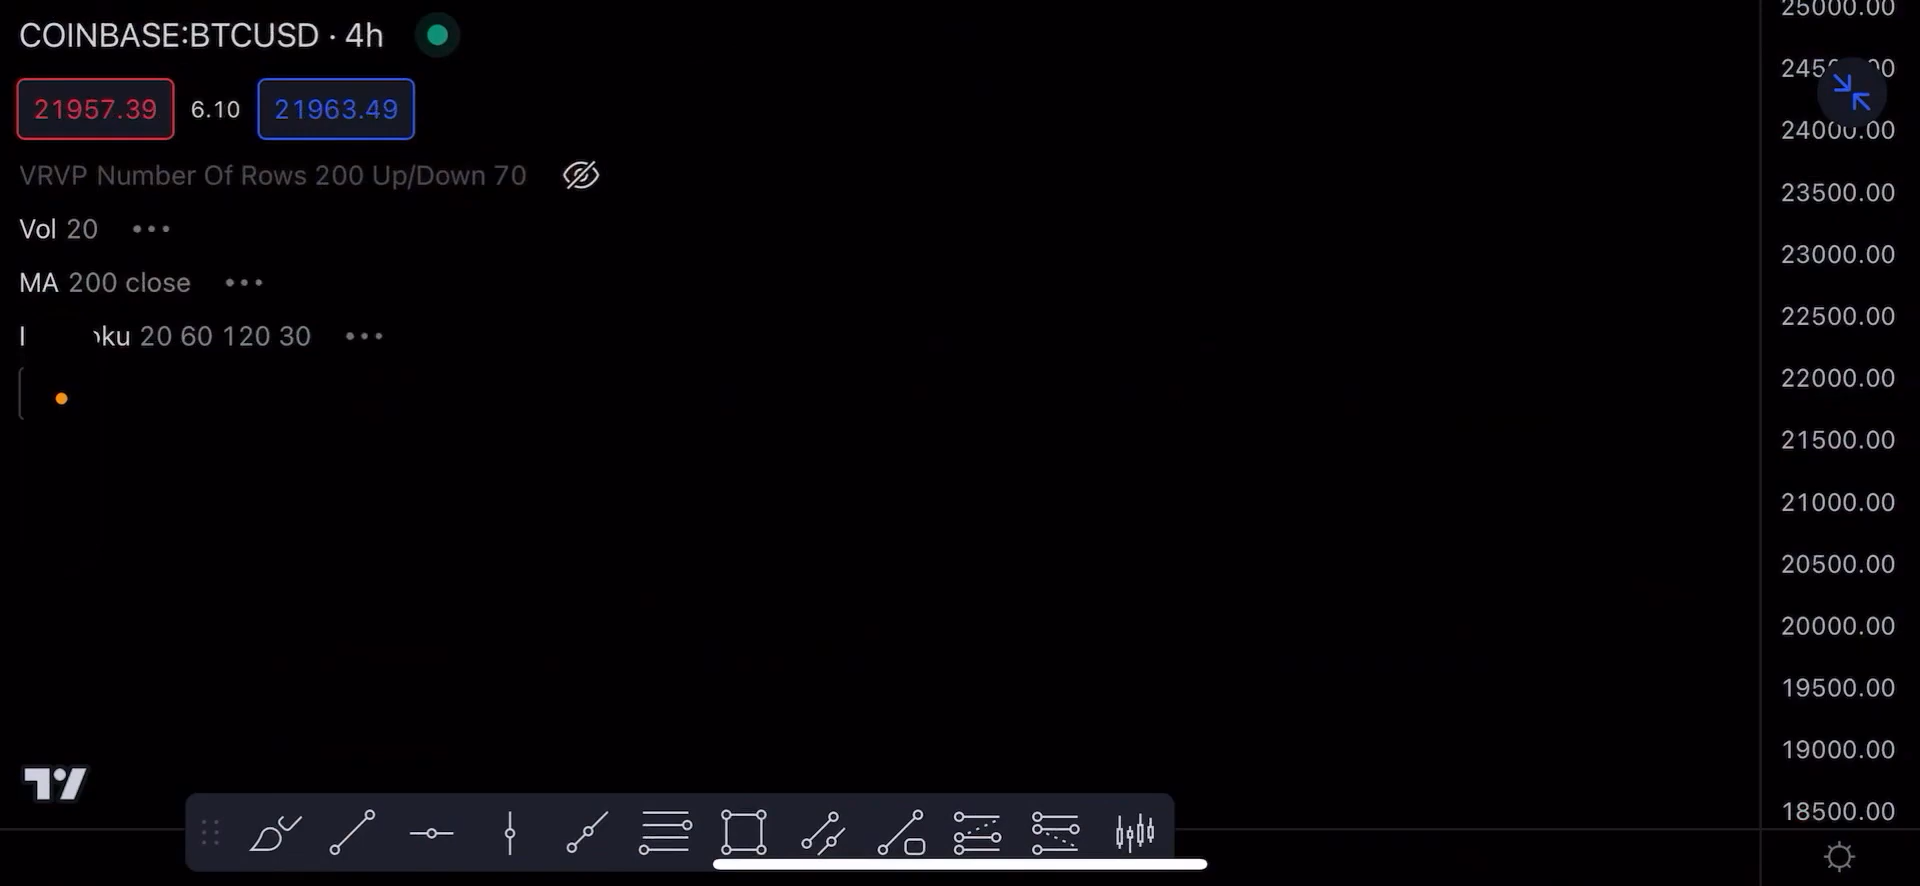 COINBASE:BTCUSD · 4h
21957.39 6.10 21963.49
VRVP Number Of Rows 200 Up/Down 70
Vol 20
MA 200 close
20 60 120 30
25000.00
24000.00
23500.00
23000.00
22500.00
22000.00
21500.00
21000.00
20500.00
20000.00
19500.00
19000.00
18500.00